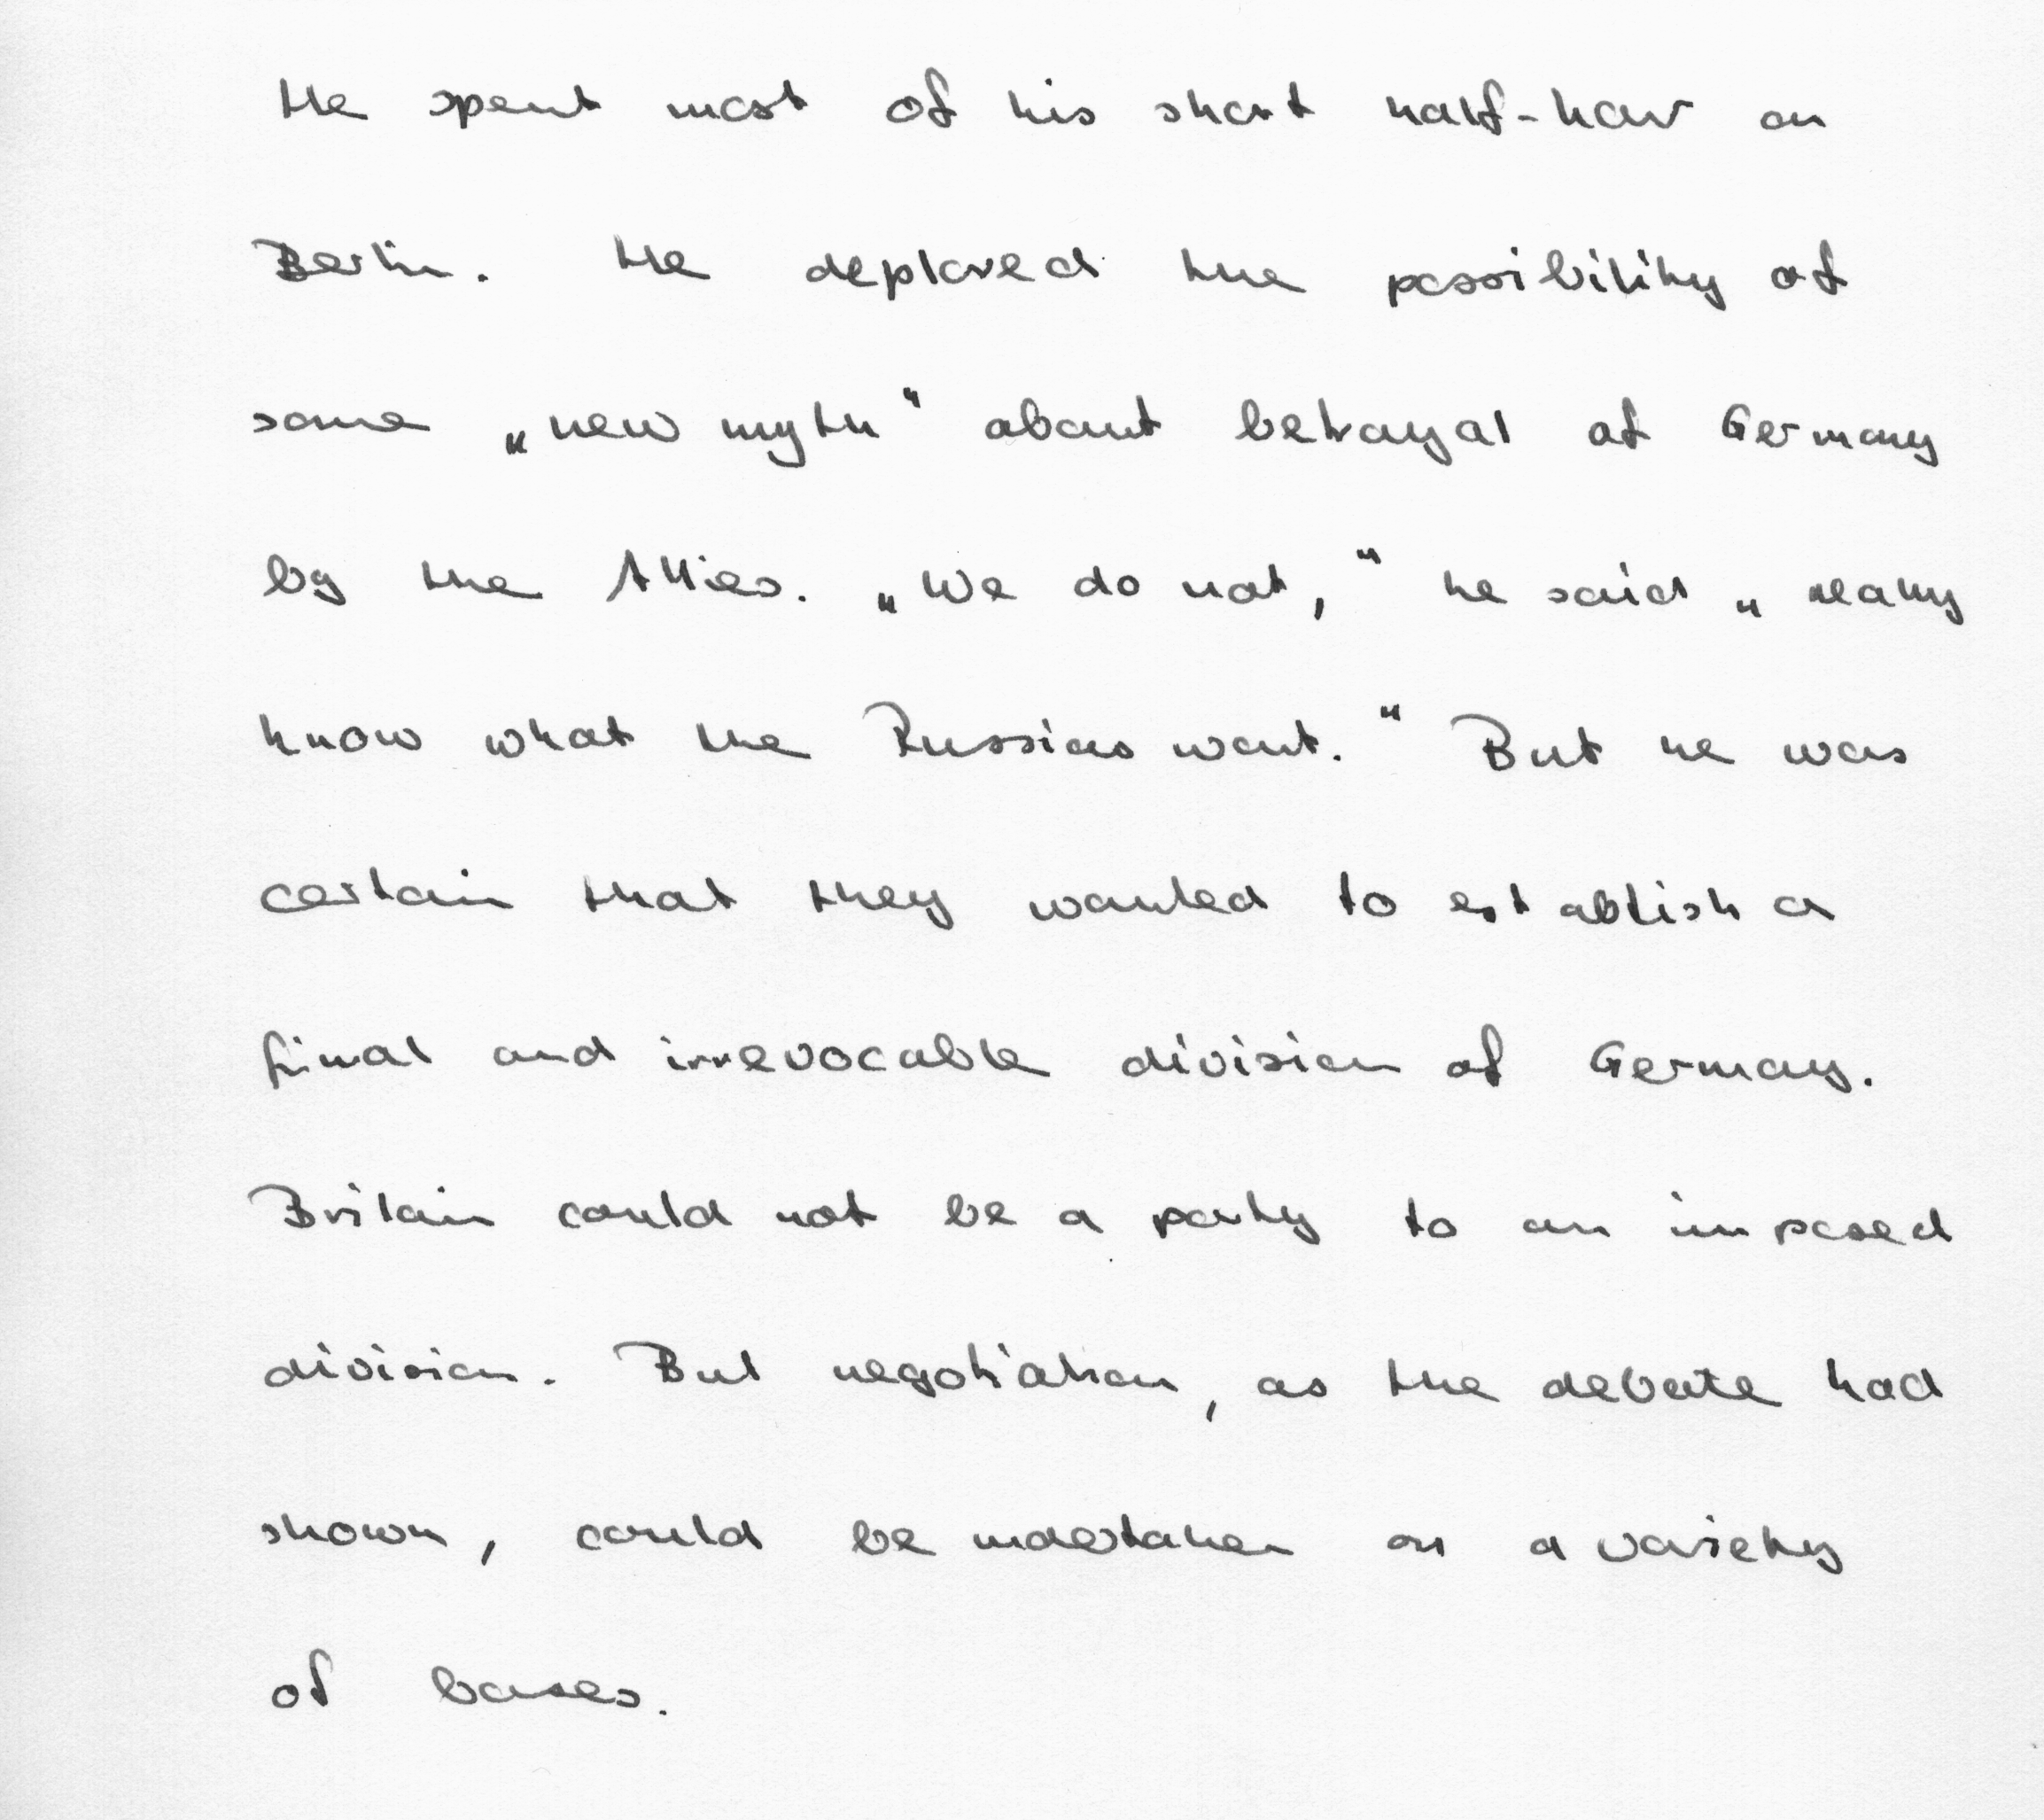 He spent most of his short half-hour on
Berlin. He deplored the possibility of
some „new myth" about betrayal of Germany
by the Allies. „We do not," he said „really
know what the Russians want." But he was
certain that they wanted to establish a
final and irrevocable division of Germany.
Britain could not be a party to an imposed
division. But negotiation, as the debate had
shown, could be undertaken on a variety
of bases.